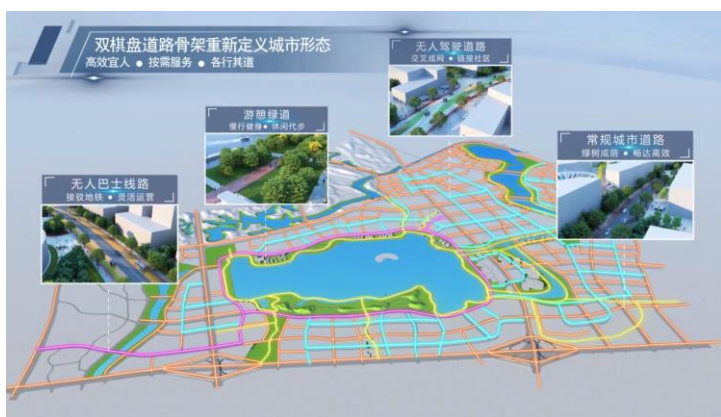 双棋盘道路骨架重新定义城市形态
高效宜人 ● 按需服务 ● 各行其道
无人驾驶道路
交叉成网 ● 链接社区
游憩绿道
慢行健身 ● 休闲代步
常规城市道路
绿树成荫 ● 畅达高效
无人巴士线路
接驳地铁 ● 灵活运营